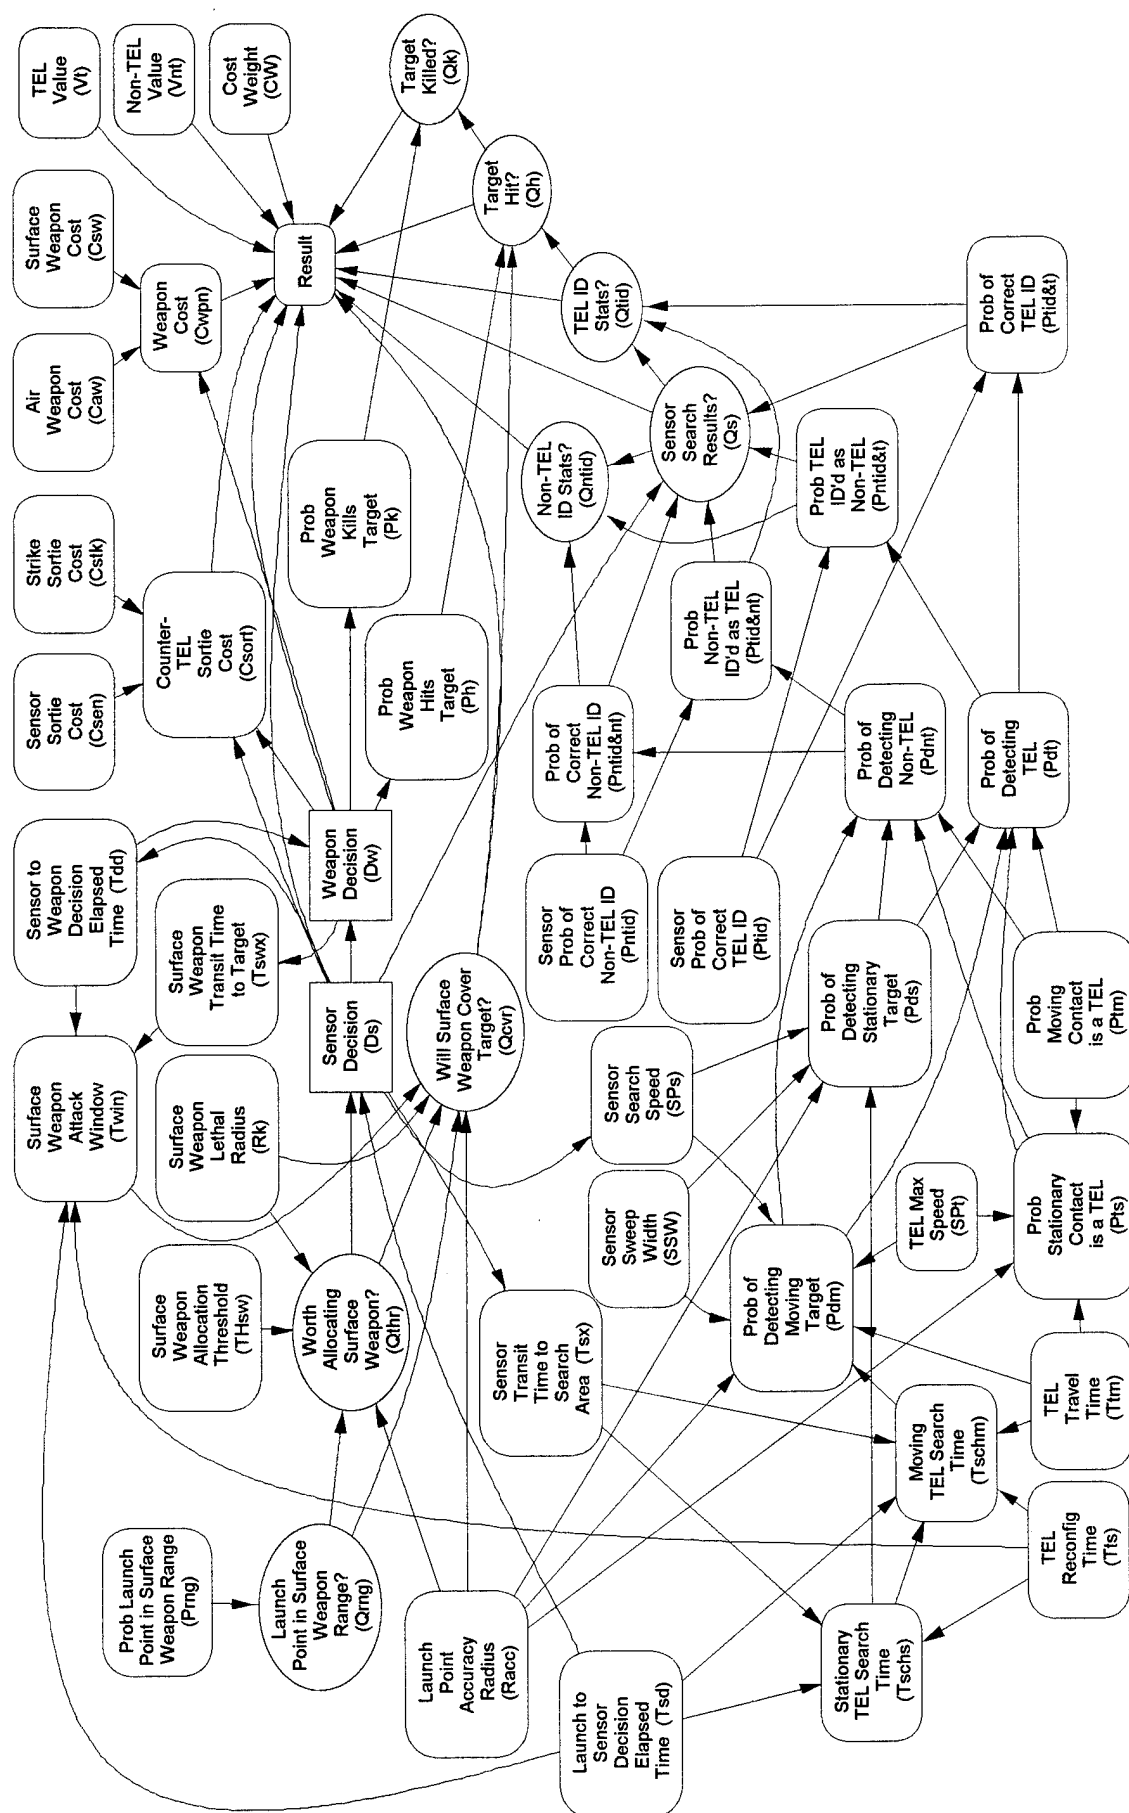 TEL
Value
(Vt)
Non-TEL
Value
(Vnt)
Cost
Weight
(CW)
Target
Killed?
(Qk)
Surface
Weapon
Cost
(Csw)
Air
Weapon
Cost
(Caw)
Weapon
Cost
(Cwpn)
Result
Target
Hit?
(Qh)
TEL ID
Stats?
(Qtid)
Prob of
Correct
TEL ID
(Ptid&t)
Strike
Sortie
Cost
(Cstk)
Sensor
Sortie
Cost
(Csen)
Counter-
TEL
Sortie
Cost
(Csort)
Prob
Weapon
Kills
Target
(Pk)
Prob
Weapon
Hits
Target
(Ph)
Non-TEL
ID Stats?
(Qntid)
Sensor
Search
Results?
(Qs)
Prob TEL
ID'd as
Non-TEL
(Pntid&t)
Prob
Non-TEL
ID'd as TEL
(Ptid&nt)
Prob of
Correct
Non-TEL ID
(Pntid&nt)
Prob of
Detecting
Non-TEL
(Pdnt)
Prob of
Detecting
TEL
(Pdt)
Sensor to
Weapon
Decision
Elapsed
Time (Tdd)
Surface
Weapon
Transit Time
to Target
(Tswx)
Weapon
Decision
(Dw)
Sensor
Decision
(Ds)
Will Surface
Weapon Cover
Target?
(Qcvr)
Sensor
Prob of
Correct
Non-TEL ID
(Pntid)
Sensor
Prob of
Correct
TEL ID
(Ptid)
Prob of
Detecting
Stationary
Target
(Pds)
Prob
Moving
Contact
is a TEL
(Ptm)
Surface
Weapon
Attack
Window
(Twin)
Surface
Weapon
Lethal
Radius
(Rk)
Sensor
Search
Speed
(SPs)
Sensor
Sweep
Width
(SSW)
TEL Max
Speed
(SPt)
Prob
Stationary
Contact
is a TEL
(Pts)
Surface
Weapon
Allocation
Threshold
(THsw)
Worth
Allocating
Surface
Weapon?
(Qthr)
Sensor
Transit
Time to
Search
Area (Tsx)
Prob of
Detecting
Moving
Target
(Pdm)
Moving
TEL Search
Time
(Tschm)
TEL
Travel
Time
(Ttm)
Prob Launch
Point in Surface
Weapon Range
(Prng)
Launch
Point in Surface
Weapon
Range?
(Qrng)
Launch
Point
Accuracy
Radius
(Racc)
Launch to
Sensor
Decision
Elapsed
Time (Tsd)
Stationary
TEL Search
Time
(Tschs)
TEL
Reconfig
Time
(Tts)